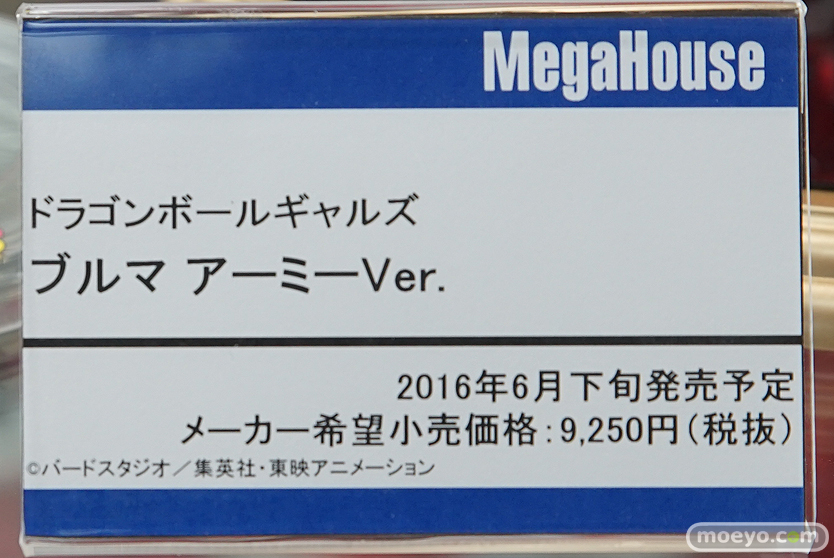 MegaHouse
ドラゴンボールギャルズ
ブルマ アーミーVer.
2016年6月下旬発売予定
メーカー希望小売価格：9,250円（税抜）
©バードスタジオ／集英社・東映アニメーション
moeyo.com